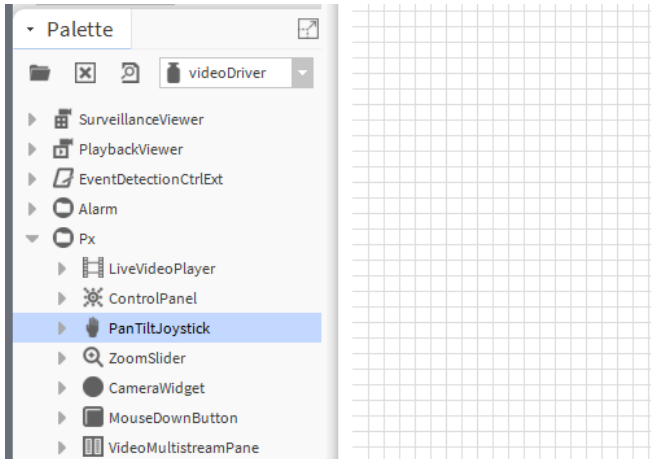 Palette
videoDriver
SurveillanceViewer
PlaybackViewer
EventDetectionCtrlExt
Alarm
Px
LiveVideoPlayer
ControlPanel
PanTiltJoystick
ZoomSlider
CameraWidget
MouseDownButton
VideoMultistreamPane